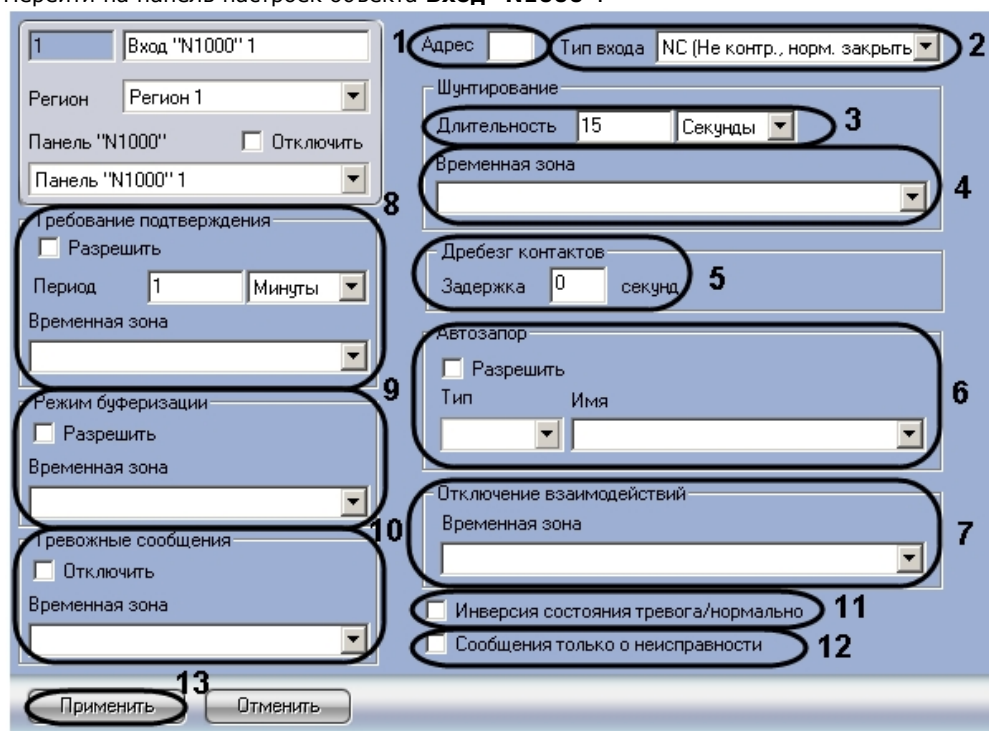 Перейти на панель настроек объекта Вход "N1000".
1 Вход "N1000" 1
Регион Регион 1
Панель "N1000" Отключить
Панель "N1000" 1
8
Требование подтверждения
Разрешить
Период 1 Минуты
Временная зона
9
Режим буферизации
Разрешить
Временная зона
10
Тревожные сообщения
Отключить
Временная зона
1 Адрес Тип входа NC (Не контр., норм. закрыть 2
Шунтирование
Длительность 15 Секунды 3
Временная зона
4
Дребезг контактов
Задержка 0 секунд 5
Автозапор
Разрешить
Тип Имя 6
Отключение взаимодействий
Временная зона 7
Инверсия состояния тревога/нормально 11
Сообщения только о неисправности 12
13
Применить Отменить